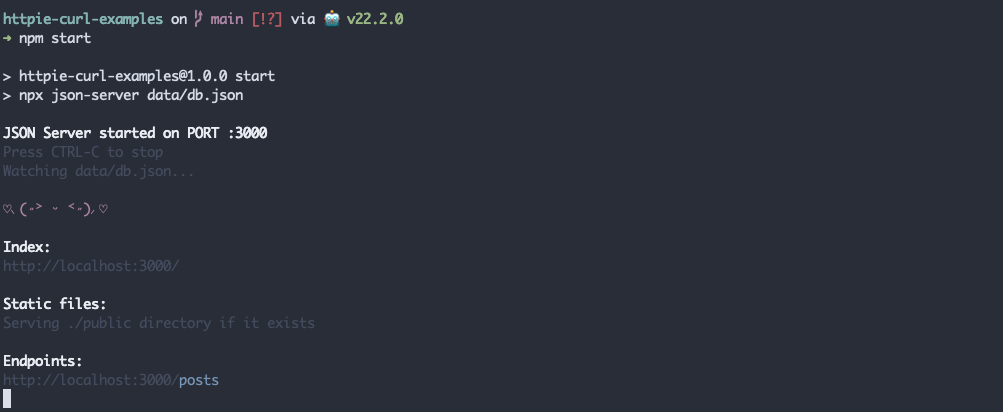 httpie-curl-examples on main [!?] via 🤖 v22.2.0
➜ npm start
> httpie-curl-examples@1.0.0 start
> npx json-server data/db.json
JSON Server started on PORT :3000
Press CTRL-C to stop
Watching data/db.json...
♡⸜(˶˃ ᵕ ˂˶)⸝♡
Index:
http://localhost:3000/
Static files:
Serving ./public directory if it exists
Endpoints:
http://localhost:3000/posts